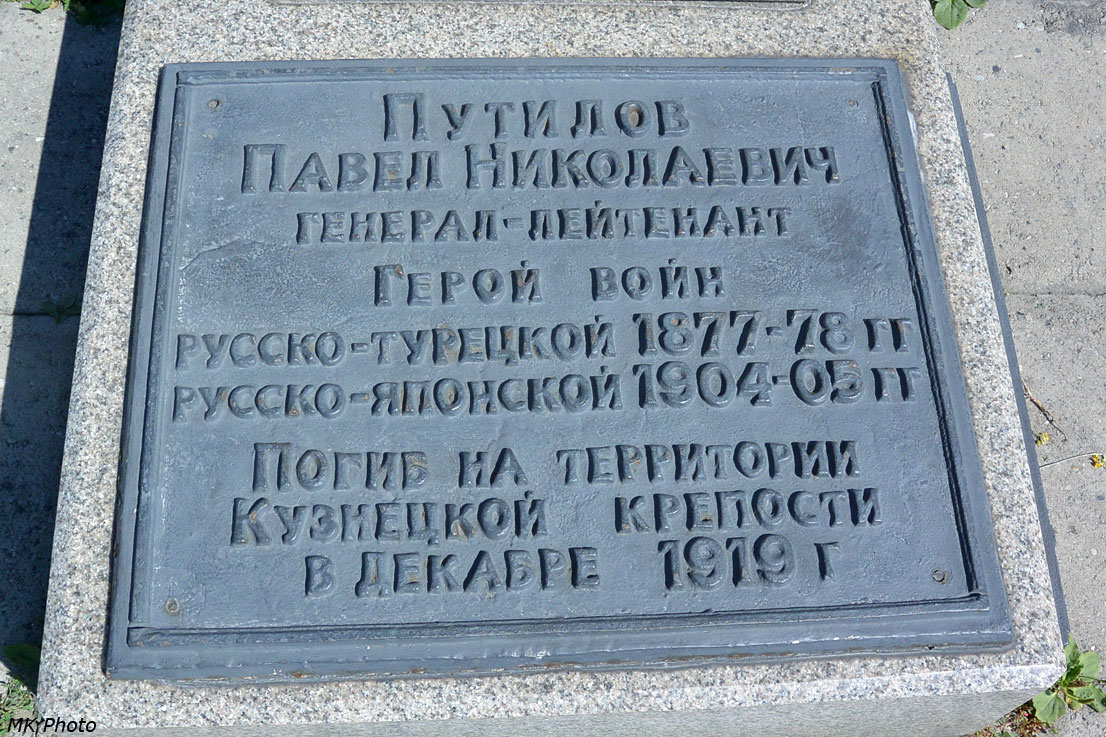 Путилов
Павел Николаевич
генерал-лейтенант
Герой войн
русско-турецкой 1877-78 гг
русско-японской 1904-05 гг
Погиб на территории
Кузнецкой крепости
в декабре 1919 г
MKyPhoto